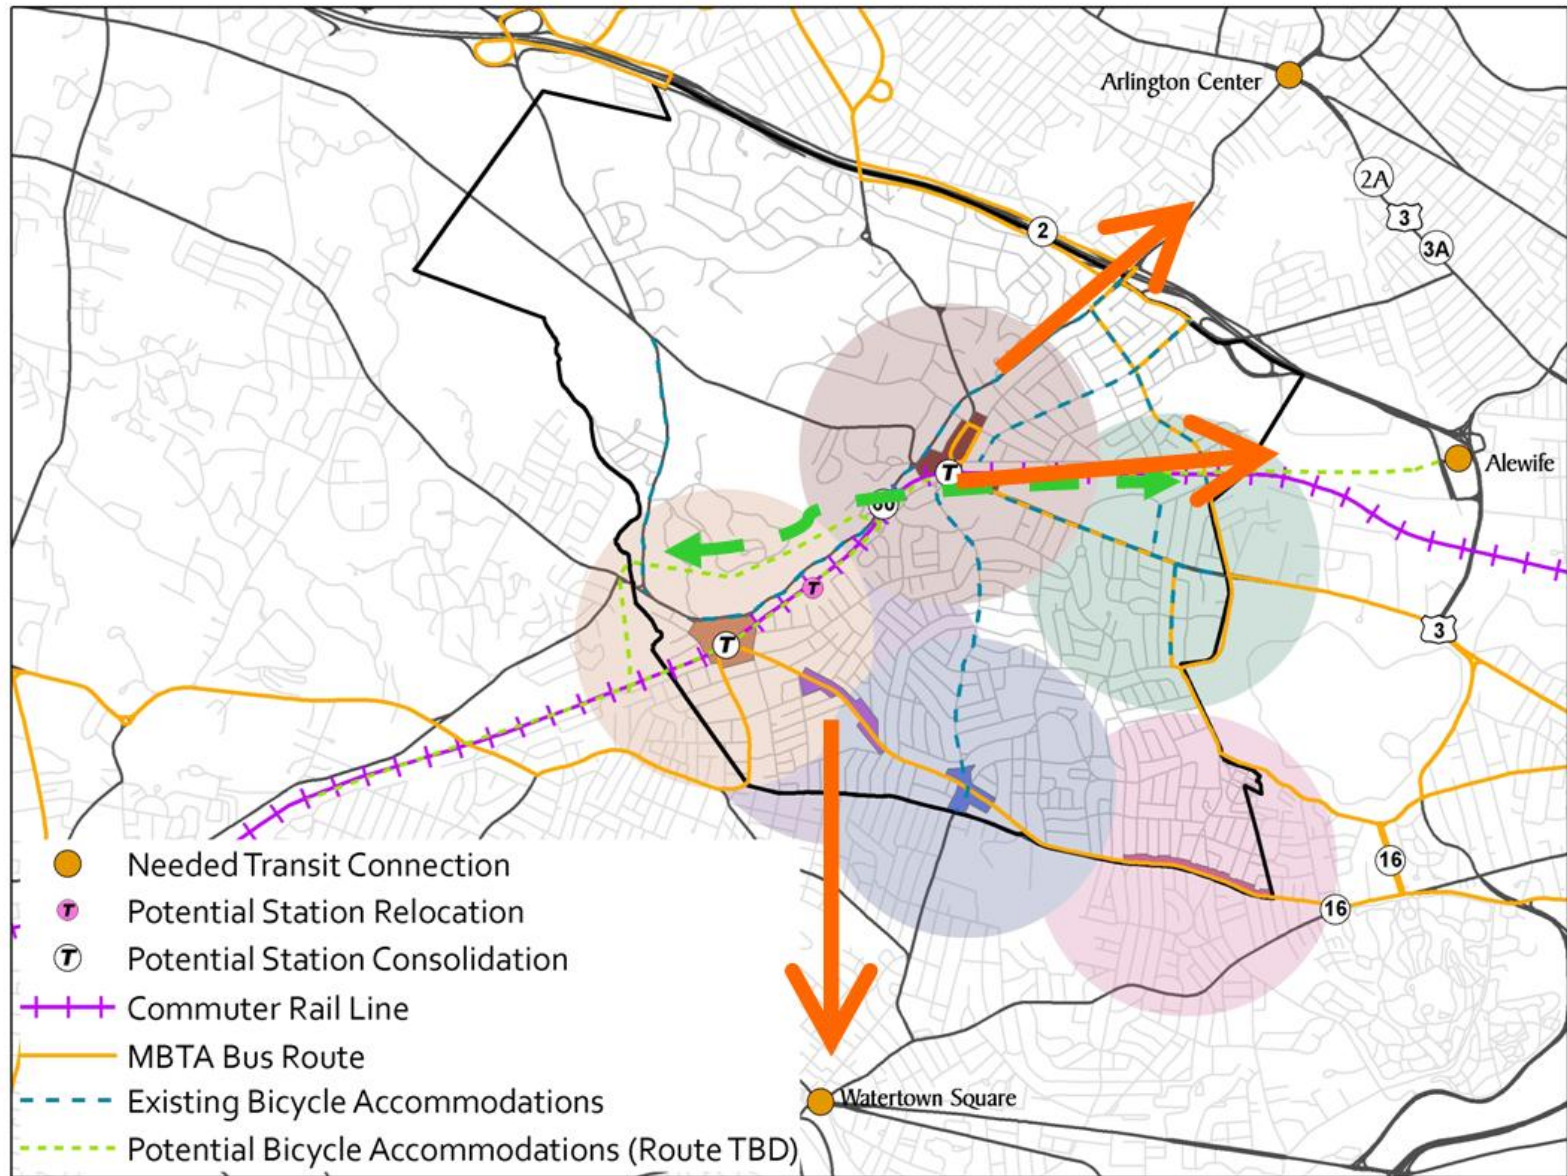 Arlington Center
2A
3
3A
2
Alewife
T
60
T
T
3
16
16
Watertown Square
Needed Transit Connection
T Potential Station Relocation
T Potential Station Consolidation
Commuter Rail Line
MBTA Bus Route
Existing Bicycle Accommodations
Potential Bicycle Accommodations (Route TBD)